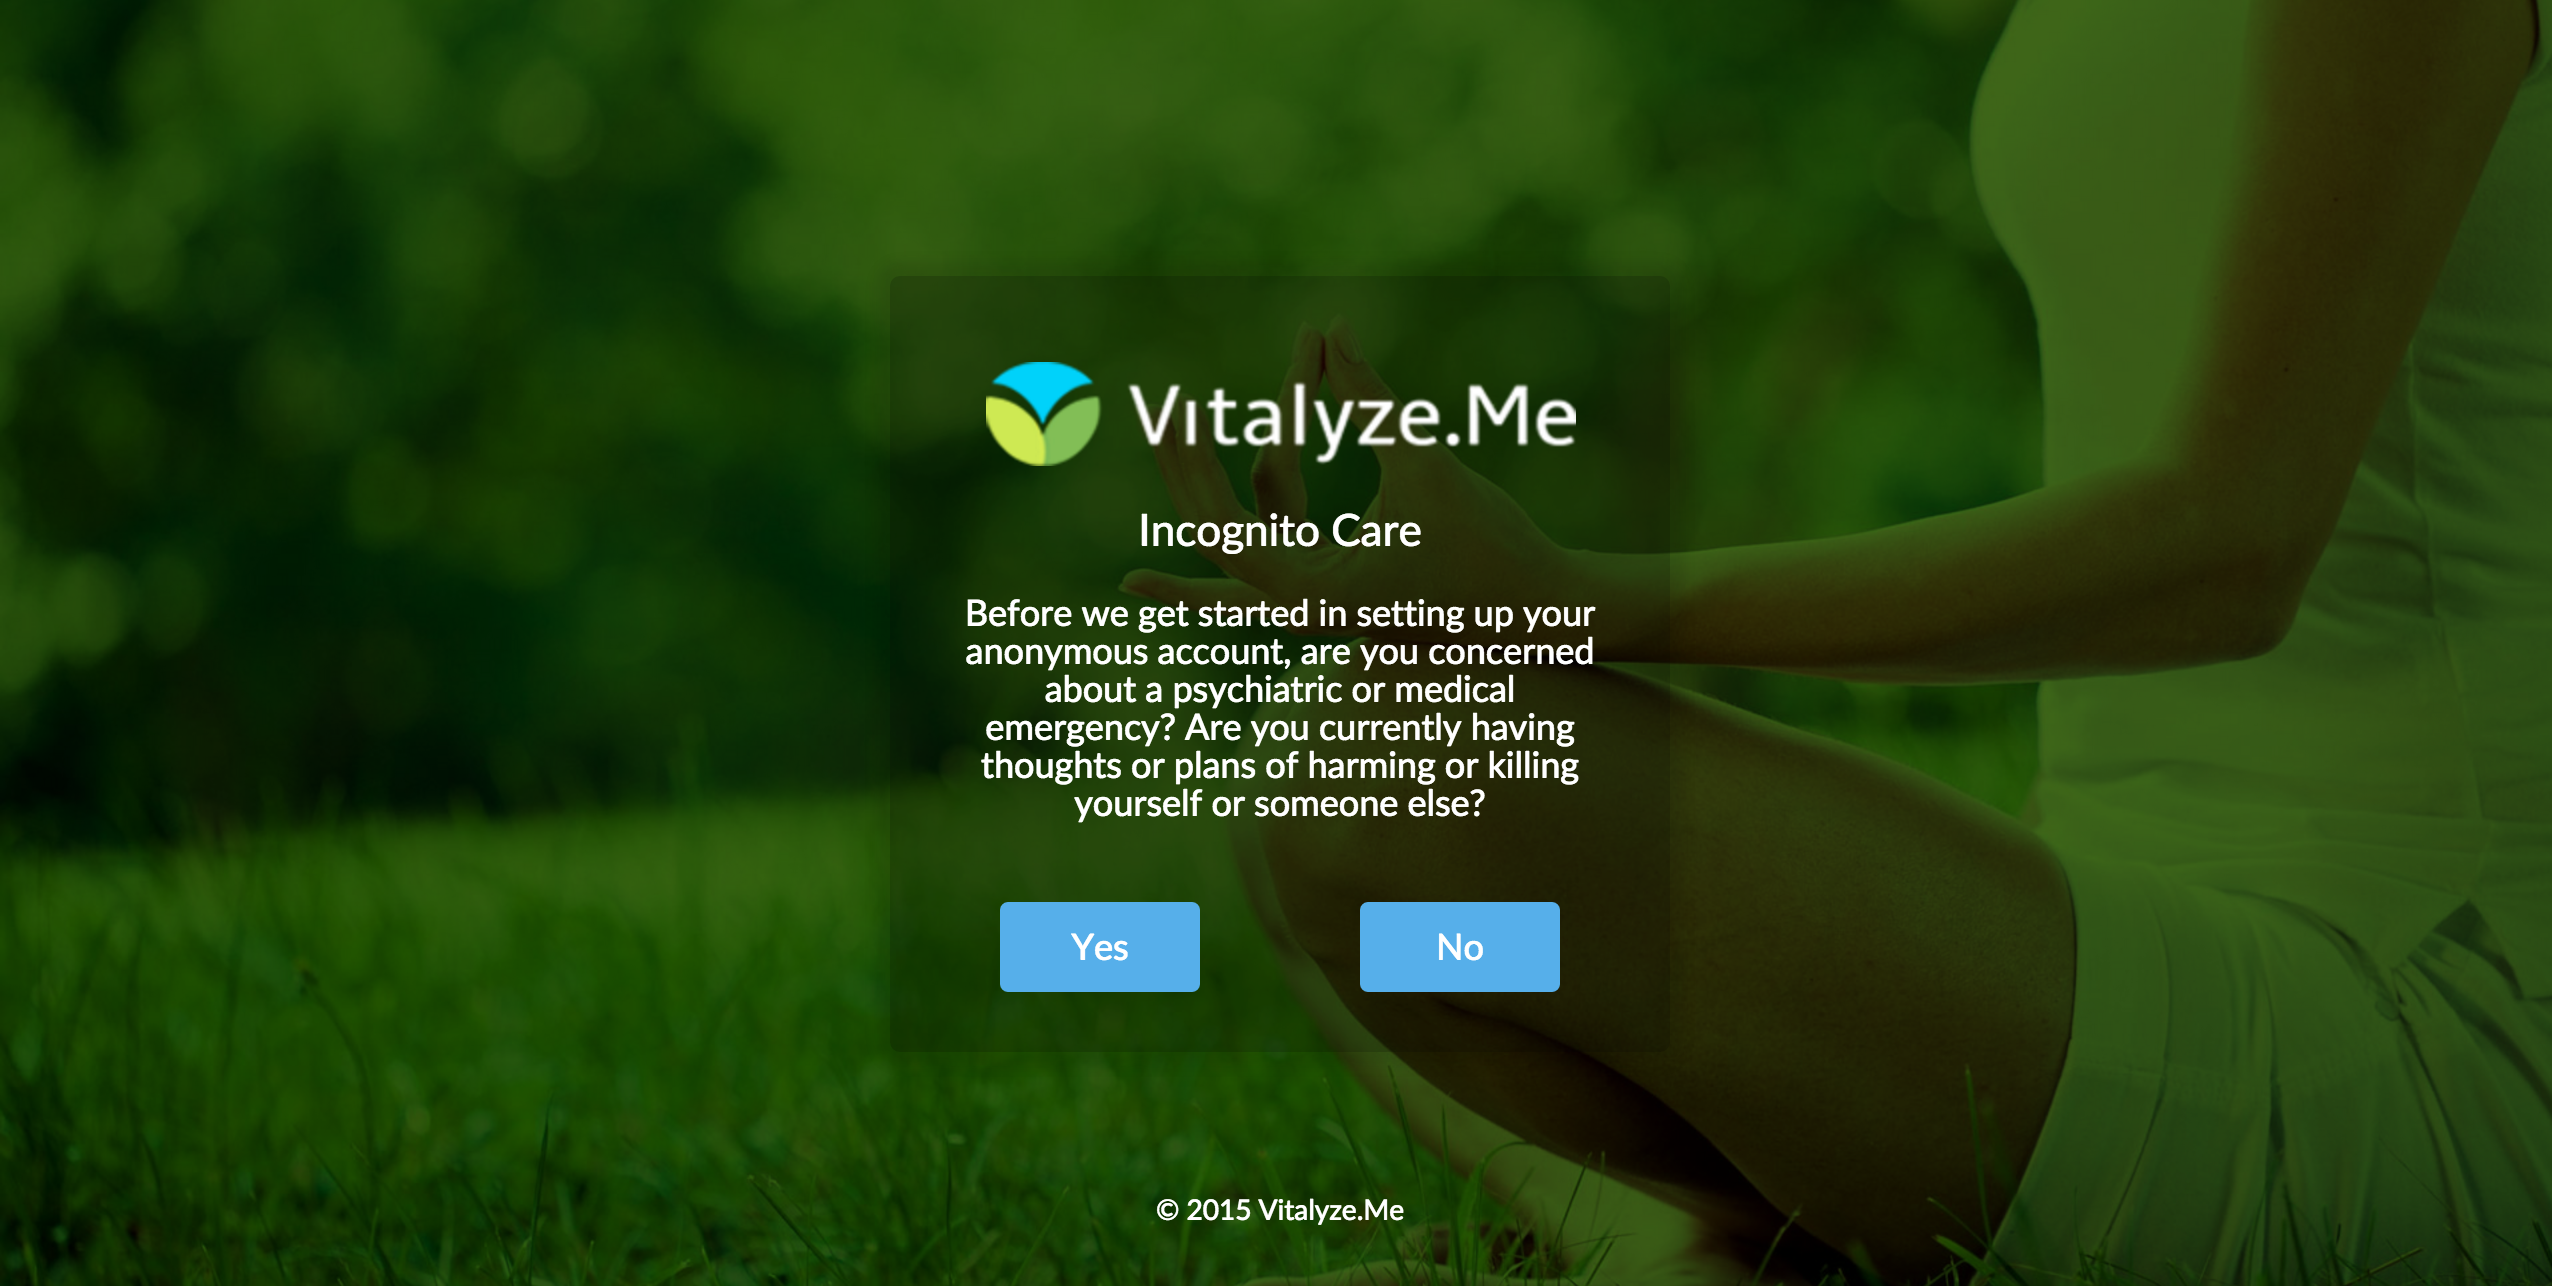 Vitalyze.Me
Incognito Care
Before we get started in setting up your
anonymous account, are you concerned
about a psychiatric or medical
emergency? Are you currently having
thoughts or plans of harming or killing
yourself or someone else?
Yes No
© 2015 Vitalyze.Me